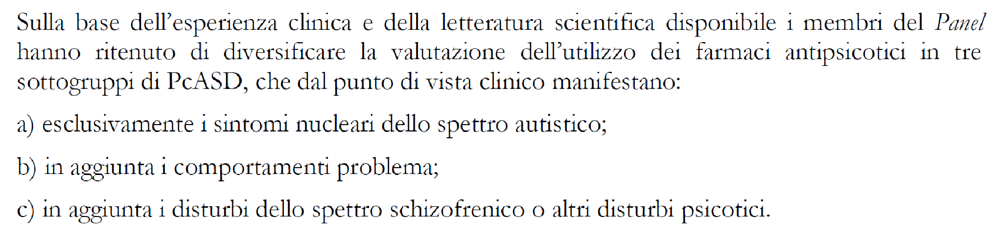 Sulla base dell’esperienza clinica e della letteratura scientifica disponibile i membri del Panel
hanno ritenuto di diversificare la valutazione dell’utilizzo dei farmaci antipsicotici in tre
sottogruppi di PcASD, che dal punto di vista clinico manifestano:
a) esclusivamente i sintomi nucleari dello spettro autistico;
b) in aggiunta i comportamenti problema;
c) in aggiunta i disturbi dello spettro schizofrenico o altri disturbi psicotici.